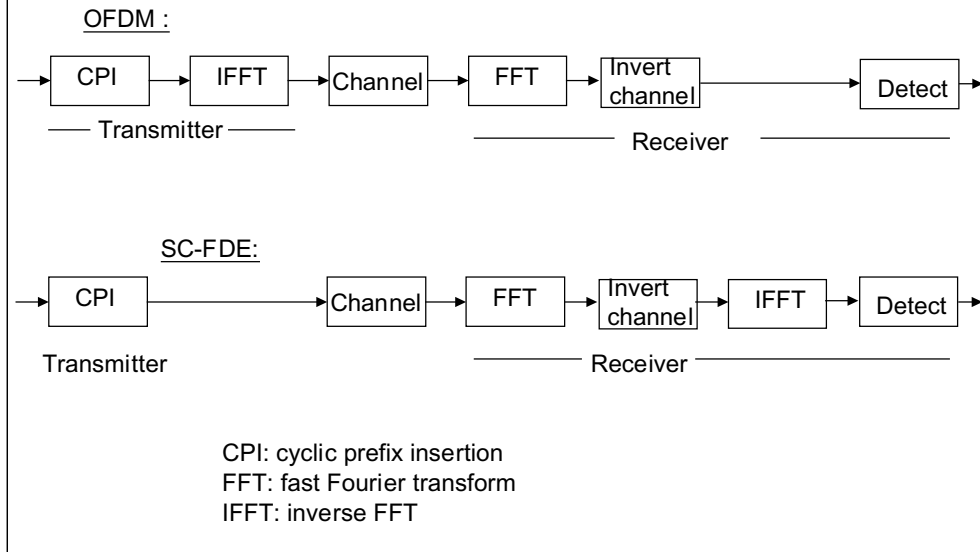 OFDM :
CPI IFFT Channel FFT Invert channel Detect
Transmitter Receiver
SC-FDE:
CPI Channel FFT Invert channel IFFT Detect
Transmitter Receiver
CPI: cyclic prefix insertion
FFT: fast Fourier transform
IFFT: inverse FFT